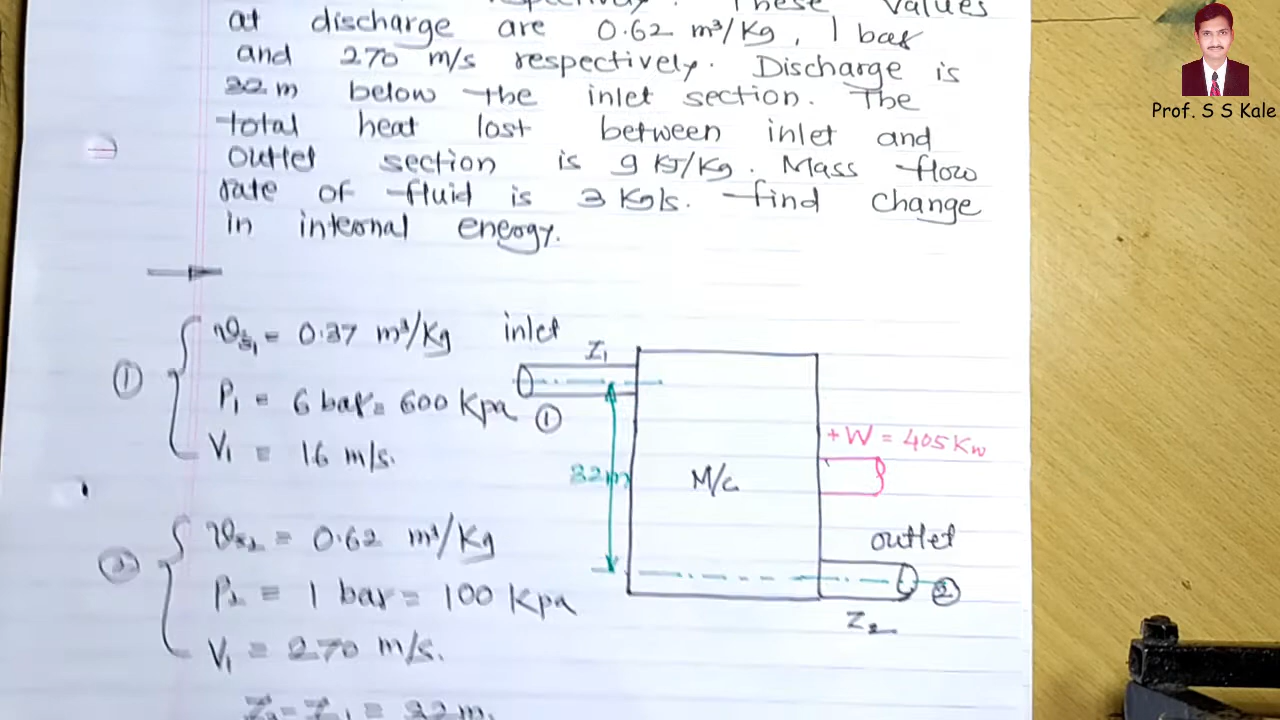 These values
at discharge are 0.62 m³/Kg, 1 bar
and 270 m/s respectively. Discharge is
32 m below the inlet section. The
total heat lost between inlet and
outlet section is 9 KJ/Kg. Mass flow
rate of fluid is 3 Kg/s. find change
in internal energy.
① 
= 0.37 m³/Kg inlet
P₁ = 6 bar = 600 Kpa
V₁ = 16 m/s.
②
vs₂ = 0.62 m³/Kg
P₂ = 1 bar = 100 Kpa
V₁ = 270 m/s.
Z₂ - Z₁ = 32 m.
Z₁
①
32m
M/c
+W = 405 Kw
outlet
②
Z₂
Prof. S S Kale